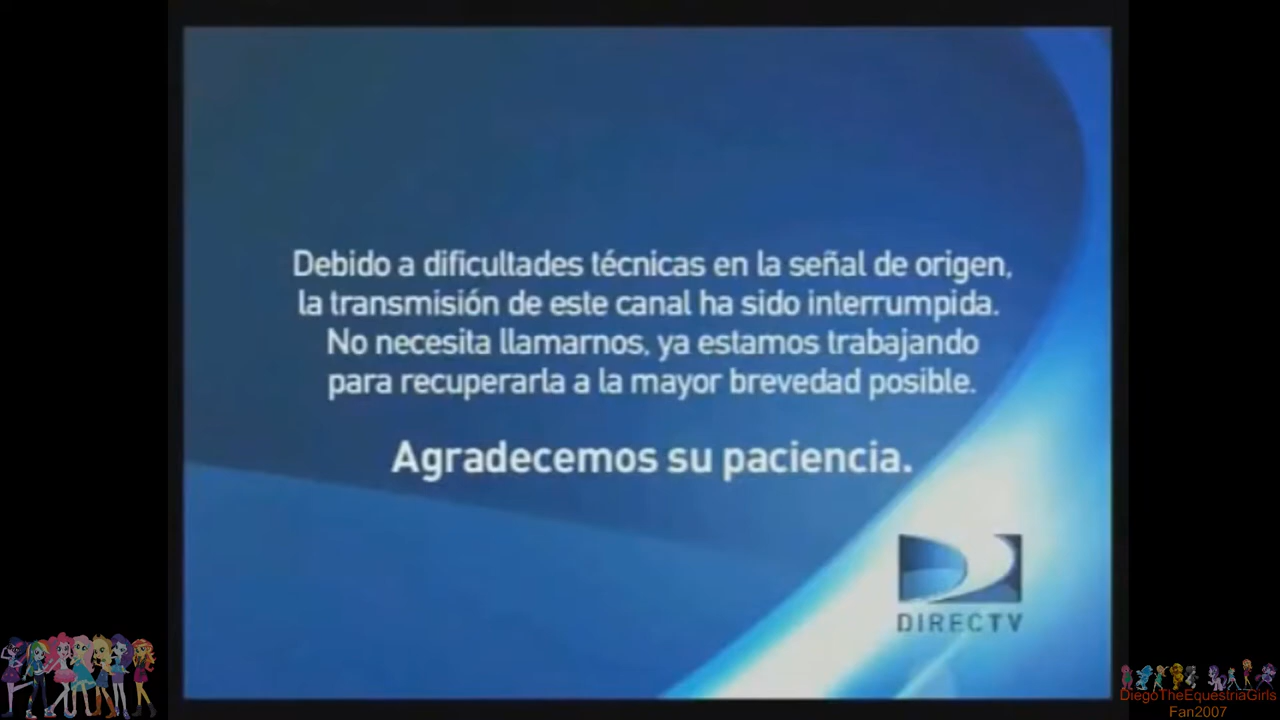 Debido a dificultades técnicas en la señal de origen,
la transmisión de este canal ha sido interrumpida.
No necesita llamarnos, ya estamos trabajando
para recuperarla a la mayor brevedad posible.
Agradecemos su paciencia.
DIRECTV
DiegoTheEquestriaGirls
Fan2007